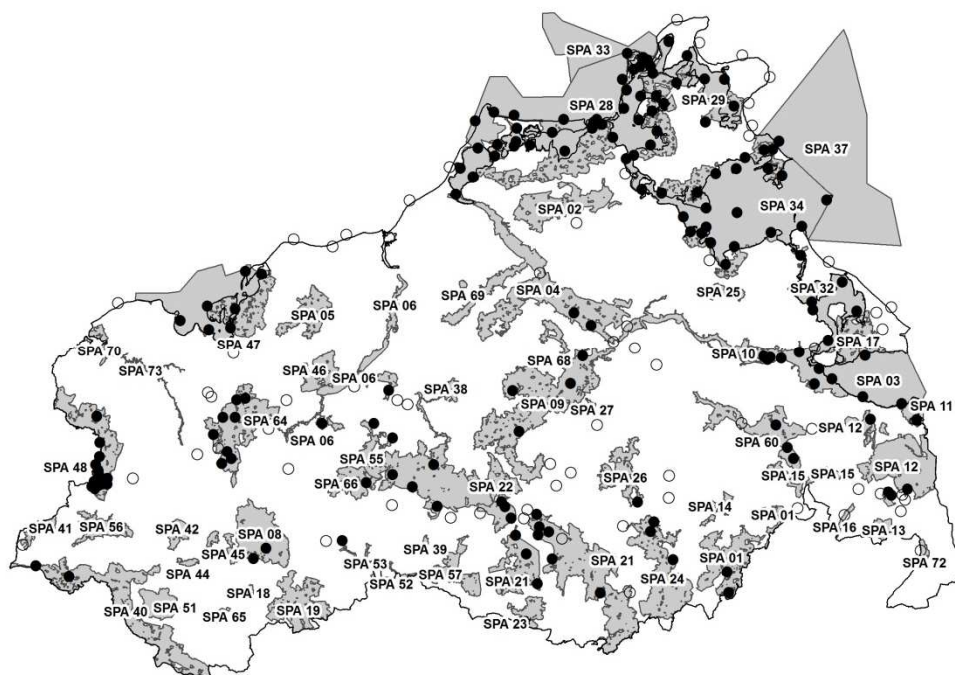 SPA 33
SPA 28
SPA 29
SPA 37
SPA 02
SPA 34
SPA 06
SPA 69
SPA 04
SPA 25
SPA 32
SPA 05
SPA 47
SPA 70
SPA 73
SPA 46
SPA 06
SPA 68
SPA 10
SPA 17
SPA 03
SPA 38
SPA 09
SPA 27
SPA 11
SPA 64
SPA 06
SPA 60
SPA 12
SPA 48
SPA 55
SPA 66
SPA 22
SPA 26
SPA 15
SPA 15
SPA 12
SPA 41
SPA 56
SPA 42
SPA 14
SPA 01
SPA 16
SPA 13
SPA 45
SPA 08
SPA 39
SPA 53
SPA 21
SPA 01
SPA 72
SPA 44
SPA 52
SPA 57
SPA 21
SPA 24
SPA 40
SPA 51
SPA 18
SPA 65
SPA 19
SPA 23